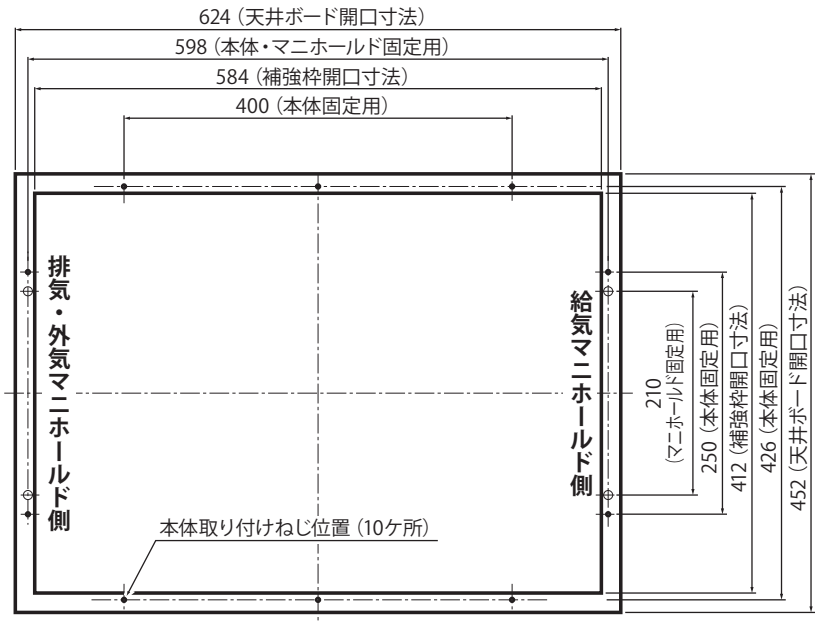 624（天井ボード開口寸法）
598（本体・マニホールド固定用）
584（補強枠開口寸法）
400（本体固定用）
排気・外気マニホールド側
給気マニホールド側
210
（マニホールド固定用）
250（本体固定用）
412（補強枠開口寸法）
426（本体固定用）
452（天井ボード開口寸法）
本体取り付けねじ位置（10ケ所）